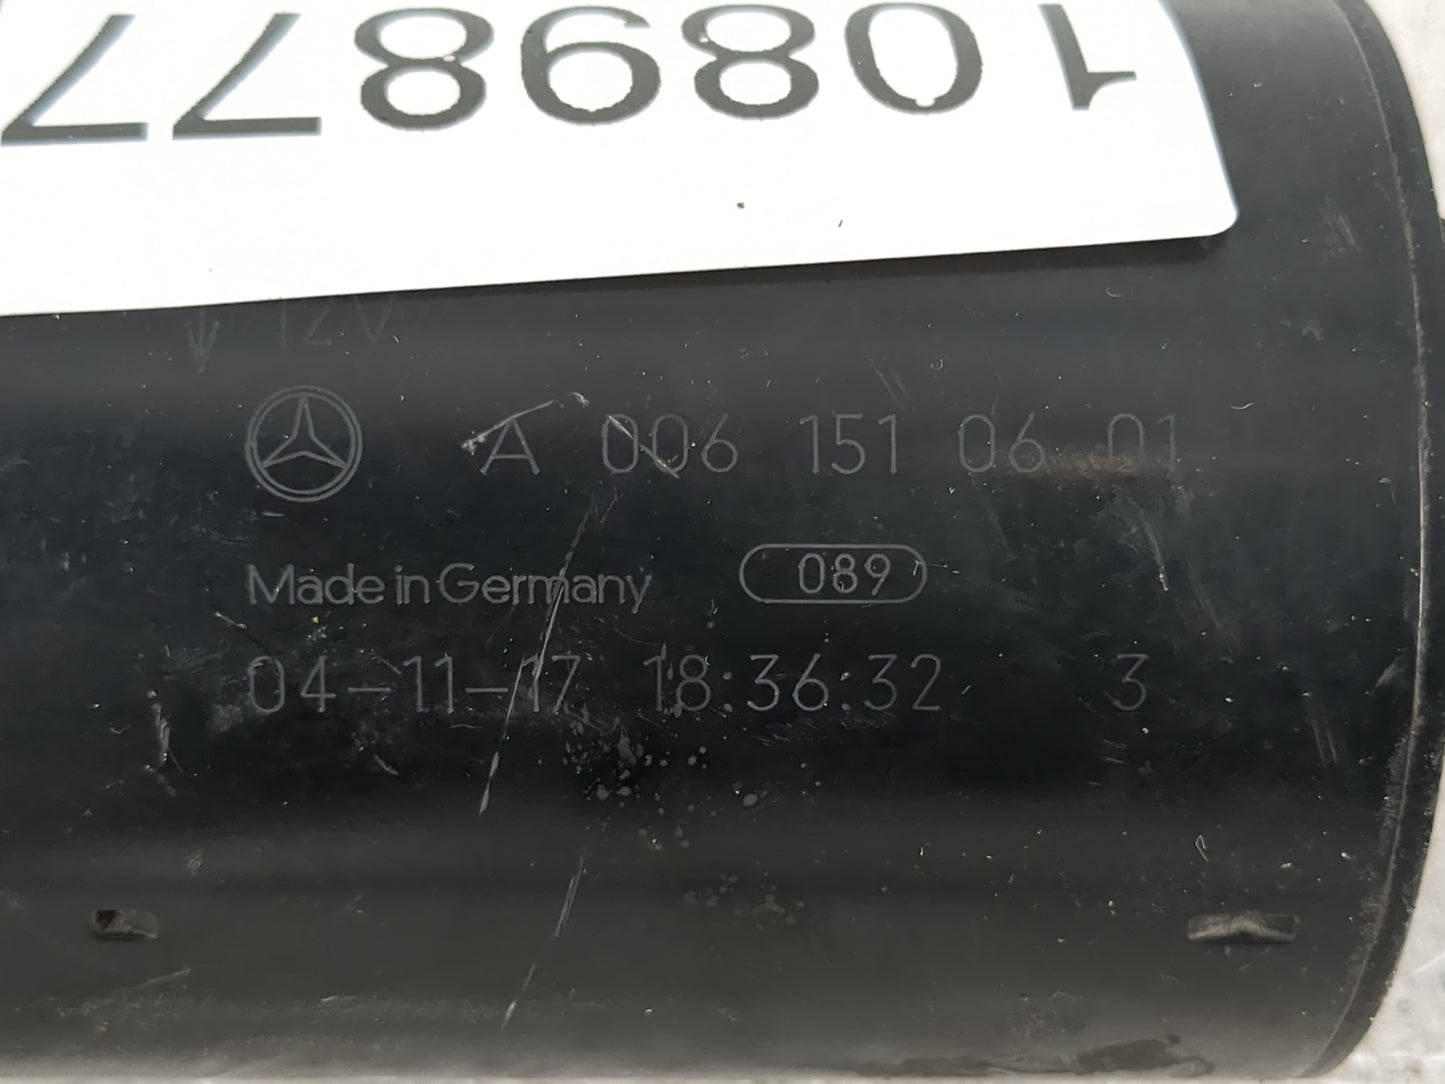 1089877
12V
A 006 151 06 01
Made in Germany 089
04-11-17 18:36:32 3